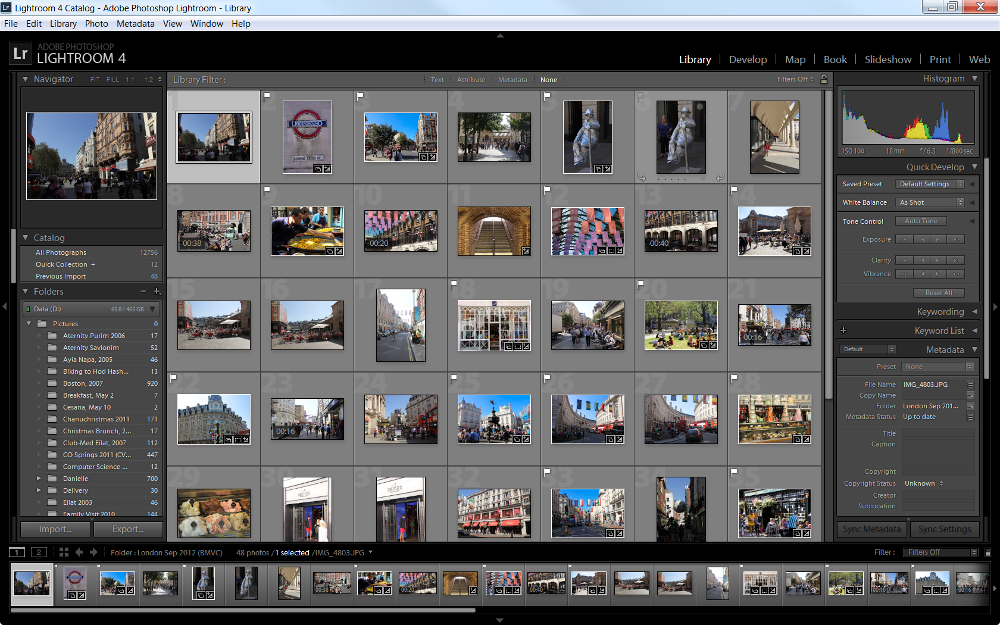 Lightroom 4 Catalog - Adobe Photoshop Lightroom - Library
File Edit Library Photo Metadata View Window Help
Lr ADOBE PHOTOSHOP
LIGHTROOM 4
Library Develop Map Book Slideshow Print Web
Navigator FIT FILL 1:1 1:2
Library Filter : Text Attribute Metadata None Filters Off
Histogram
ISO 100 18 mm f / 6.3 1/800 sec
Quick Develop
Saved Preset Default Settings
White Balance As Shot
Tone Control Auto Tone
Exposure
Clarity
Vibrance
Reset All
Keywording
Keyword List
Default Metadata
Preset None
File Name IMG_4803.JPG
Copy Name
Folder London Sep 201...
Metadata Status Up to date
Title
Caption
Copyright
Copyright Status Unknown
Creator
Sublocation
Sync Metadata Sync Settings
Catalog
All Photographs 12756
Quick Collection + 12
Previous Import 48
Folders
Data (D:) 65.8 / 465 GB
Pictures 0
Aternity Purim 2006 17
Aternity Savionim 52
Ayia Napa, 2005 46
Biking to Hod Hash... 13
Boston, 2007 920
Breakfast, May 2 7
Cesaria, May 10 2
Chanuchristmas 2011 171
Christmas Brunch, 2... 17
Club-Med Eilat, 2007 112
CO Springs 2011 (CV... 447
Computer Science ... 12
Danielle 700
Delivery 30
Eilat 2003 46
Family Visit 2010 144
Import... Export...
1 2 3 4 5 6 7
UNDERGROUND
CHARING CROSS
8 9 10 11 12 13 14
00:38 00:20 00:40
15 16 17 18 19 20 21
00:16
22 23 24 25 26 27 28
00:16
29 30 31 32 33 34 35
HOLLISTER HOLLISTER
1 2 Folder : London Sep 2012 (BMVC) 48 photos / 1 selected / IMG_4803.JPG Filter : Filters Off
00:38 00:20 00:40 00:16 00:16